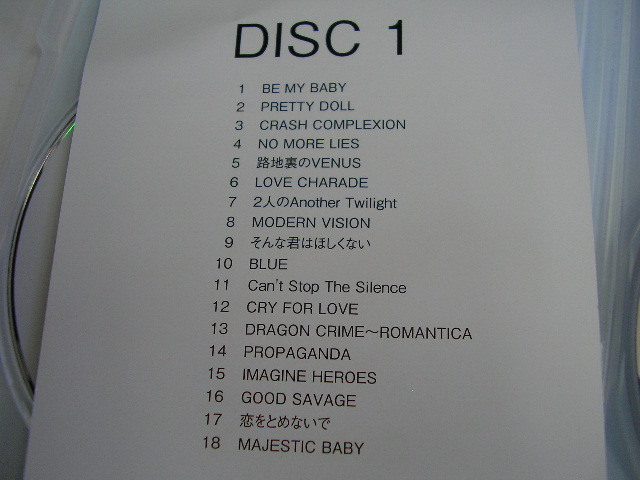 DISC 1
1 BE MY BABY
2 PRETTY DOLL
3 CRASH COMPLEXION
4 NO MORE LIES
5 路地裏のVENUS
6 LOVE CHARADE
7 2人のAnother Twilight
8 MODERN VISION
9 そんな君はほしくない
10 BLUE
11 Can't Stop The Silence
12 CRY FOR LOVE
13 DRAGON CRIME～ROMANTICA
14 PROPAGANDA
15 IMAGINE HEROES
16 GOOD SAVAGE
17 恋をとめないで
18 MAJESTIC BABY